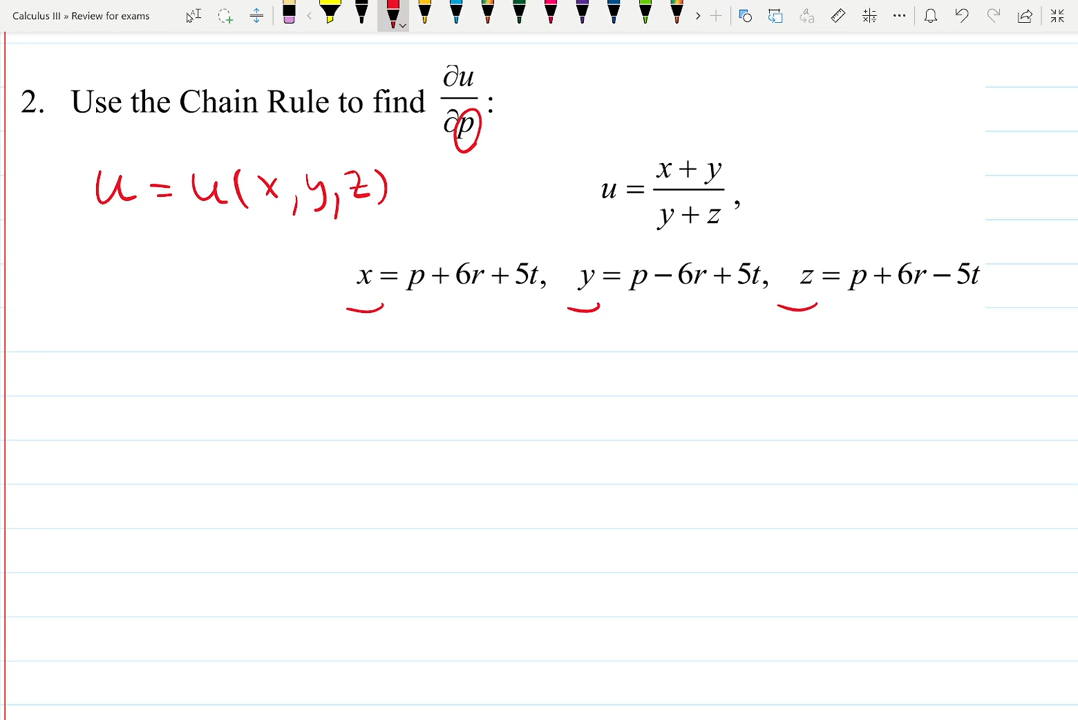 Calculus III » Review for exams
2. Use the Chain Rule to find ∂u/∂p :
u = u(x, y, z)
u = (x + y)/(y + z) ,
x = p + 6r + 5t, y = p − 6r + 5t, z = p + 6r − 5t